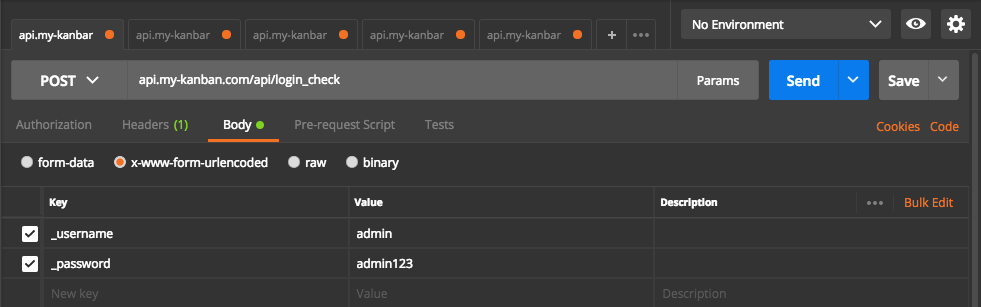 api.my-kanbar api.my-kanbar api.my-kanbar api.my-kanbar api.my-kanbar + ••• No Environment
POST api.my-kanban.com/api/login_check Params Send Save
Authorization Headers (1) Body Pre-request Script Tests Cookies Code
form-data x-www-form-urlencoded raw binary
Key Value Description ••• Bulk Edit
_username admin
_password admin123
New key Value Description